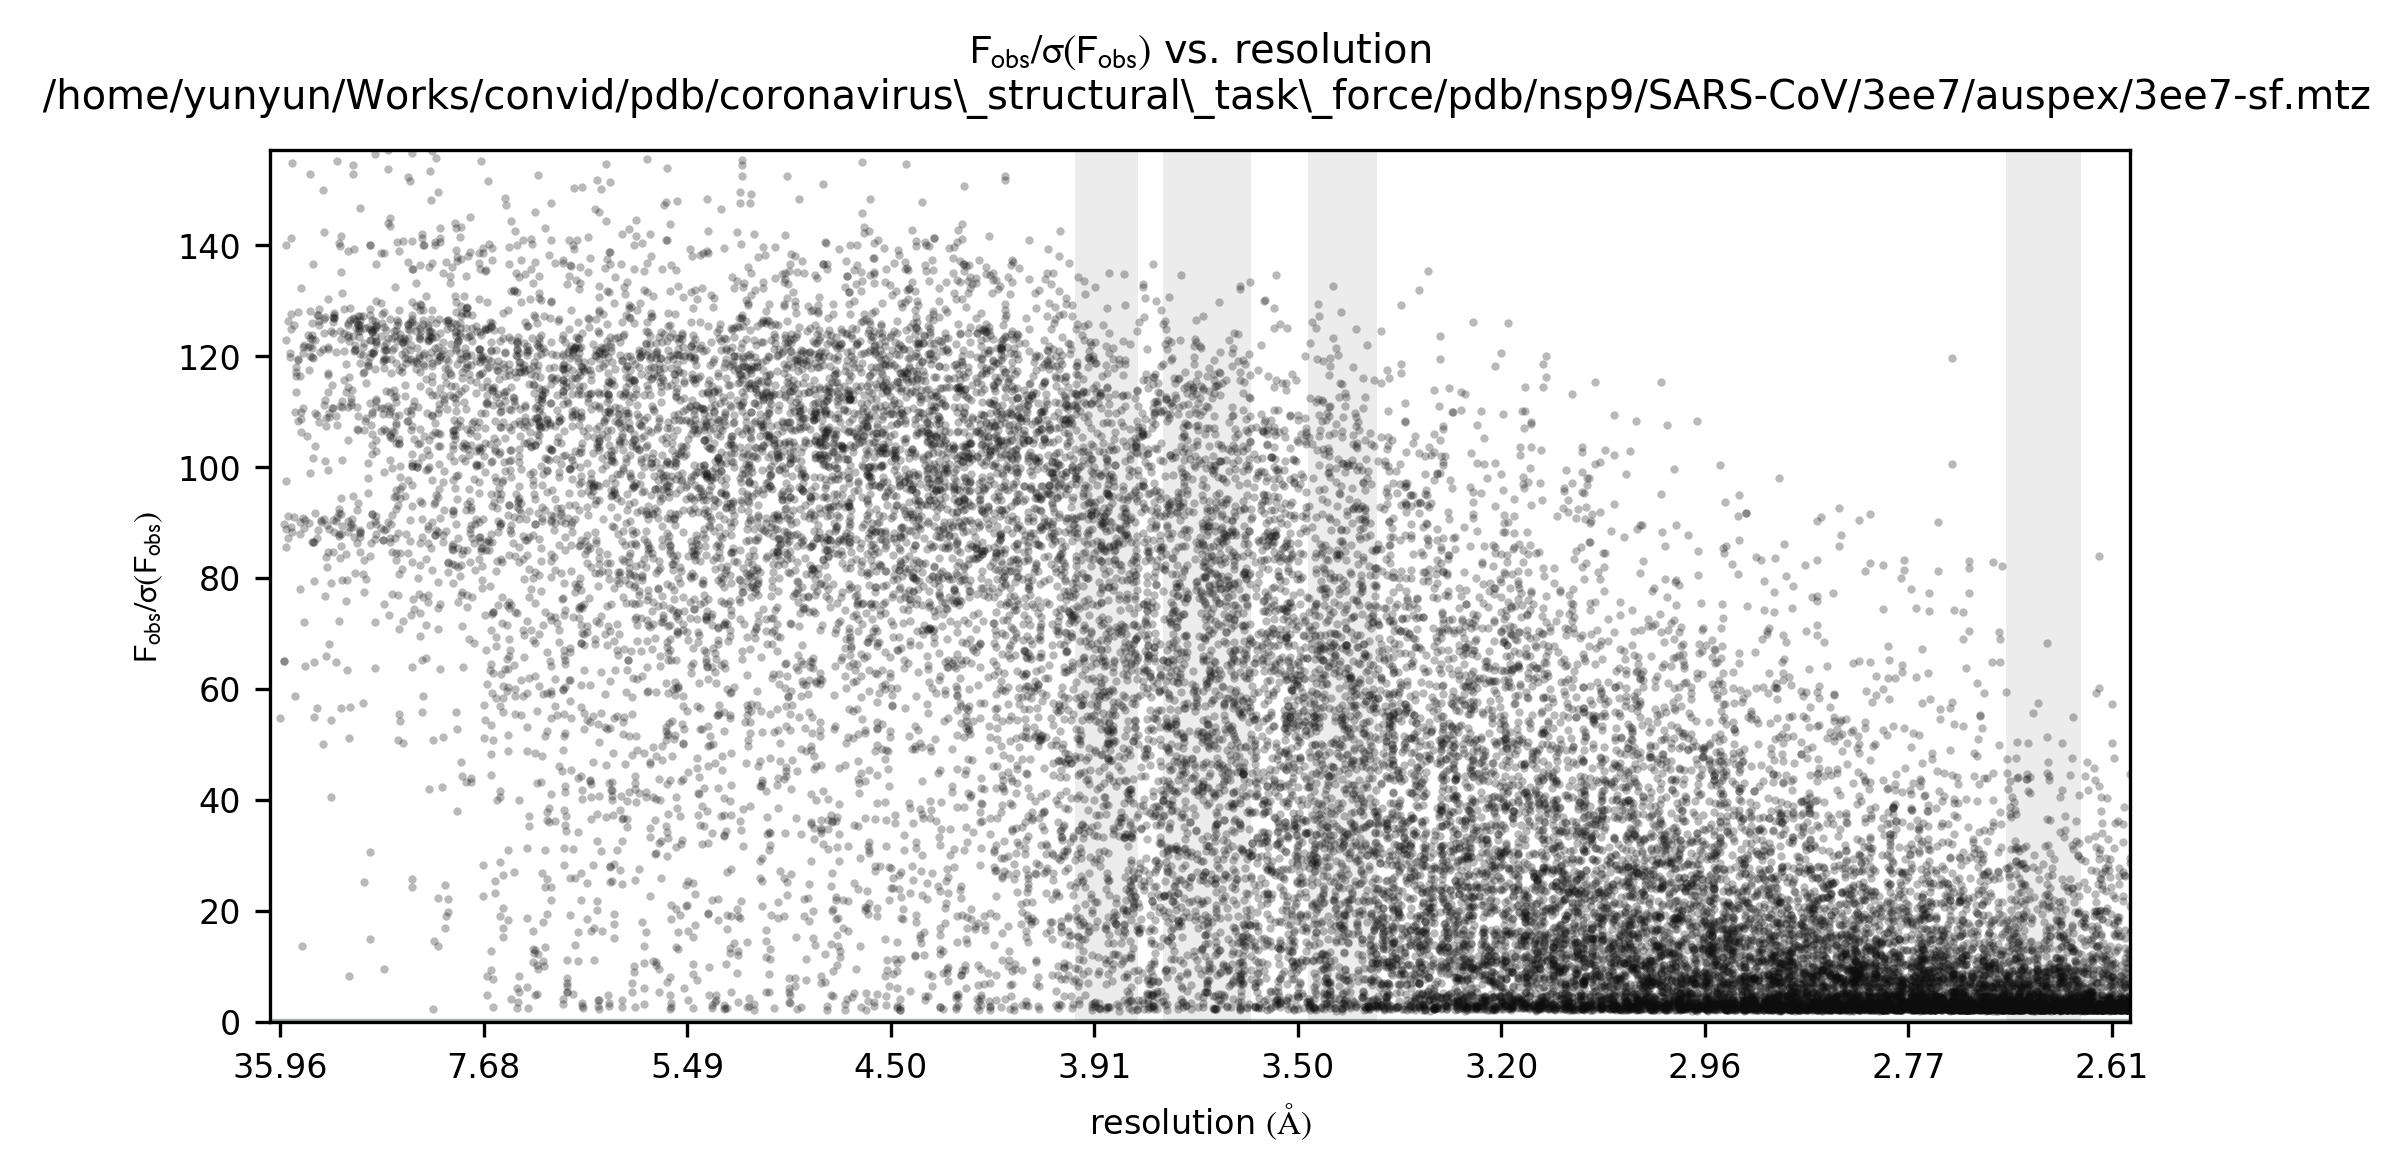 Fobs/σ(Fobs) vs. resolution
/home/yunyun/Works/convid/pdb/coronavirus\_structural\_task\_force/pdb/nsp9/SARS-CoV/3ee7/auspex/3ee7-sf.mtz
Fobs/σ(Fobs)
140
120
100
80
60
40
20
0
35.96 7.68 5.49 4.50 3.91 3.50 3.20 2.96 2.77 2.61
resolution (Å)